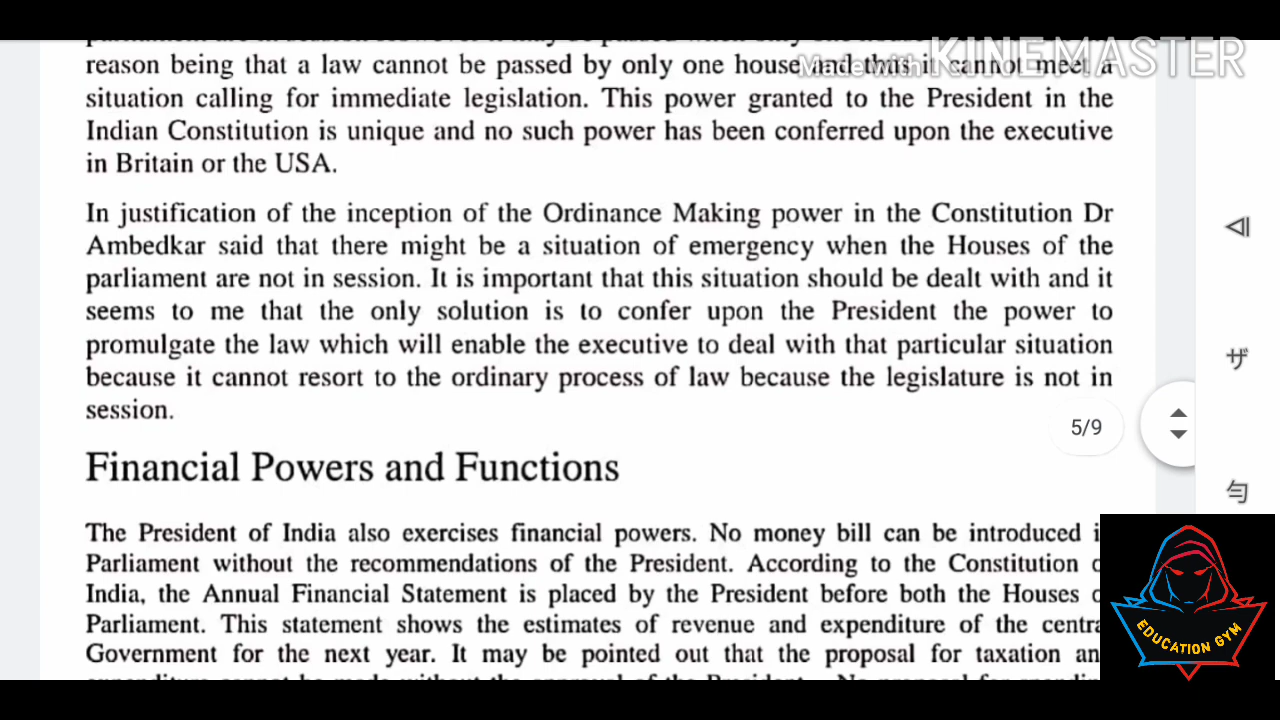 reason being that a law cannot be passed by only one house and thus it cannot meet a
situation calling for immediate legislation. This power granted to the President in the
Indian Constitution is unique and no such power has been conferred upon the executive
in Britain or the USA.
In justification of the inception of the Ordinance Making power in the Constitution Dr
Ambedkar said that there might be a situation of emergency when the Houses of the
parliament are not in session. It is important that this situation should be dealt with and it
seems to me that the only solution is to confer upon the President the power to
promulgate the law which will enable the executive to deal with that particular situation
because it cannot resort to the ordinary process of law because the legislature is not in
session.
Financial Powers and Functions
The President of India also exercises financial powers. No money bill can be introduced
Parliament without the recommendations of the President. According to the Constitution
India, the Annual Financial Statement is placed by the President before both the Houses
Parliament. This statement shows the estimates of revenue and expenditure of the centra
Government for the next year. It may be pointed out that the proposal for taxation an
Made with KINEMASTER
5/9
ザ
EDUCATION GYM